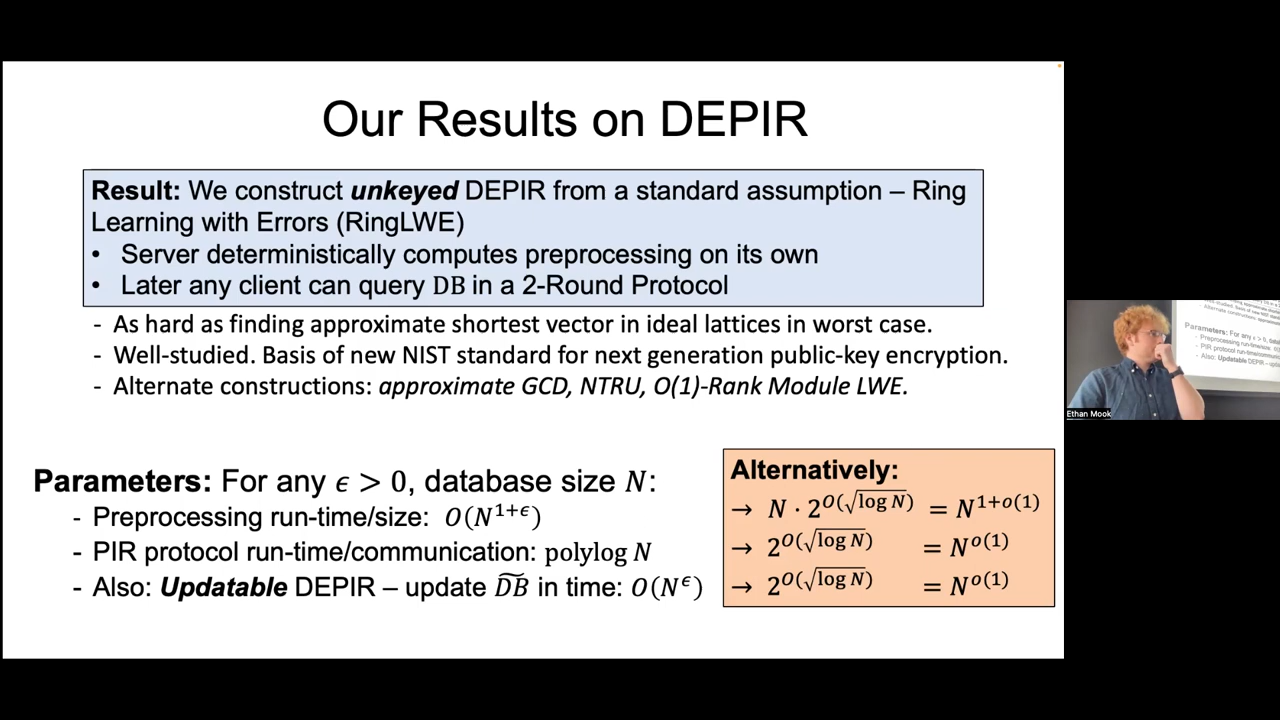 Our Results on DEPIR
Result: We construct unkeyed DEPIR from a standard assumption – Ring
Learning with Errors (RingLWE)
• Server deterministically computes preprocessing on its own
• Later any client can query DB in a 2-Round Protocol
- As hard as finding approximate shortest vector in ideal lattices in worst case.
- Well-studied. Basis of new NIST standard for next generation public-key encryption.
- Alternate constructions: approximate GCD, NTRU, O(1)-Rank Module LWE.
Parameters: For any ϵ > 0, database size N:
- Preprocessing run-time/size: O(N^{1+ϵ})
- PIR protocol run-time/communication: polylog N
- Also: Updatable DEPIR – update \widetilde{DB} in time: O(N^ϵ)
Alternatively:
→ N · 2^{O(√log N)} = N^{1+o(1)}
→ 2^{O(√log N)} = N^{o(1)}
→ 2^{O(√log N)} = N^{o(1)}
Ethan Mook